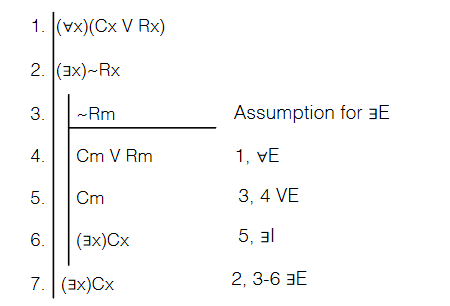 1. (∀x)(Cx V Rx)
2. (∃x)~Rx
3. ~Rm Assumption for ∃E
4. Cm V Rm 1, ∀E
5. Cm 3, 4 VE
6. (∃x)Cx 5, ∃I
7. (∃x)Cx 2, 3-6 ∃E